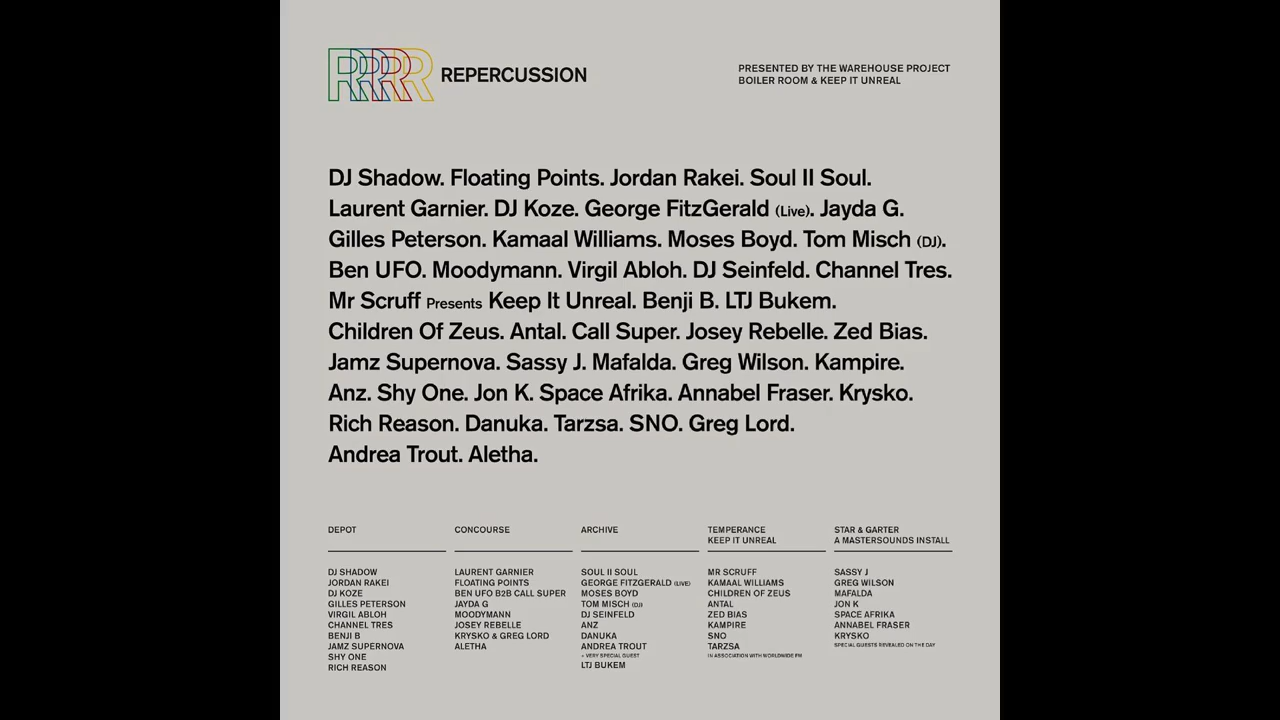 RRRR REPERCUSSION
PRESENTED BY THE WAREHOUSE PROJECT
BOILER ROOM & KEEP IT UNREAL
DJ Shadow. Floating Points. Jordan Rakei. Soul II Soul.
Laurent Garnier. DJ Koze. George FitzGerald (Live). Jayda G.
Gilles Peterson. Kamaal Williams. Moses Boyd. Tom Misch (DJ).
Ben UFO. Moodymann. Virgil Abloh. DJ Seinfeld. Channel Tres.
Mr Scruff Presents Keep It Unreal. Benji B. LTJ Bukem.
Children Of Zeus. Antal. Call Super. Josey Rebelle. Zed Bias.
Jamz Supernova. Sassy J. Mafalda. Greg Wilson. Kampire.
Anz. Shy One. Jon K. Space Afrika. Annabel Fraser. Krysko.
Rich Reason. Danuka. Tarzsa. SNO. Greg Lord.
Andrea Trout. Aletha.
DEPOT
DJ SHADOW
JORDAN RAKEI
DJ KOZE
GILLES PETERSON
VIRGIL ABLOH
CHANNEL TRES
BENJI B
JAMZ SUPERNOVA
SHY ONE
RICH REASON
CONCOURSE
LAURENT GARNIER
FLOATING POINTS
BEN UFO B2B CALL SUPER
JAYDA G
MOODYMANN
JOSEY REBELLE
KRYSKO & GREG LORD
ALETHA
ARCHIVE
SOUL II SOUL
GEORGE FITZGERALD (LIVE)
MOSES BOYD
TOM MISCH (DJ)
DJ SEINFELD
ANZ
DANUKA
ANDREA TROUT
+ VERY SPECIAL GUEST
LTJ BUKEM
TEMPERANCE
KEEP IT UNREAL
MR SCRUFF
KAMAAL WILLIAMS
CHILDREN OF ZEUS
ANTAL
ZED BIAS
KAMPIRE
SNO
TARZSA
IN ASSOCIATION WITH WORLDWIDE FM
STAR & GARTER
A MASTERSOUNDS INSTALL
SASSY J
GREG WILSON
MAFALDA
JON K
SPACE AFRIKA
ANNABEL FRASER
KRYSKO
SPECIAL GUESTS REVEALED ON THE DAY